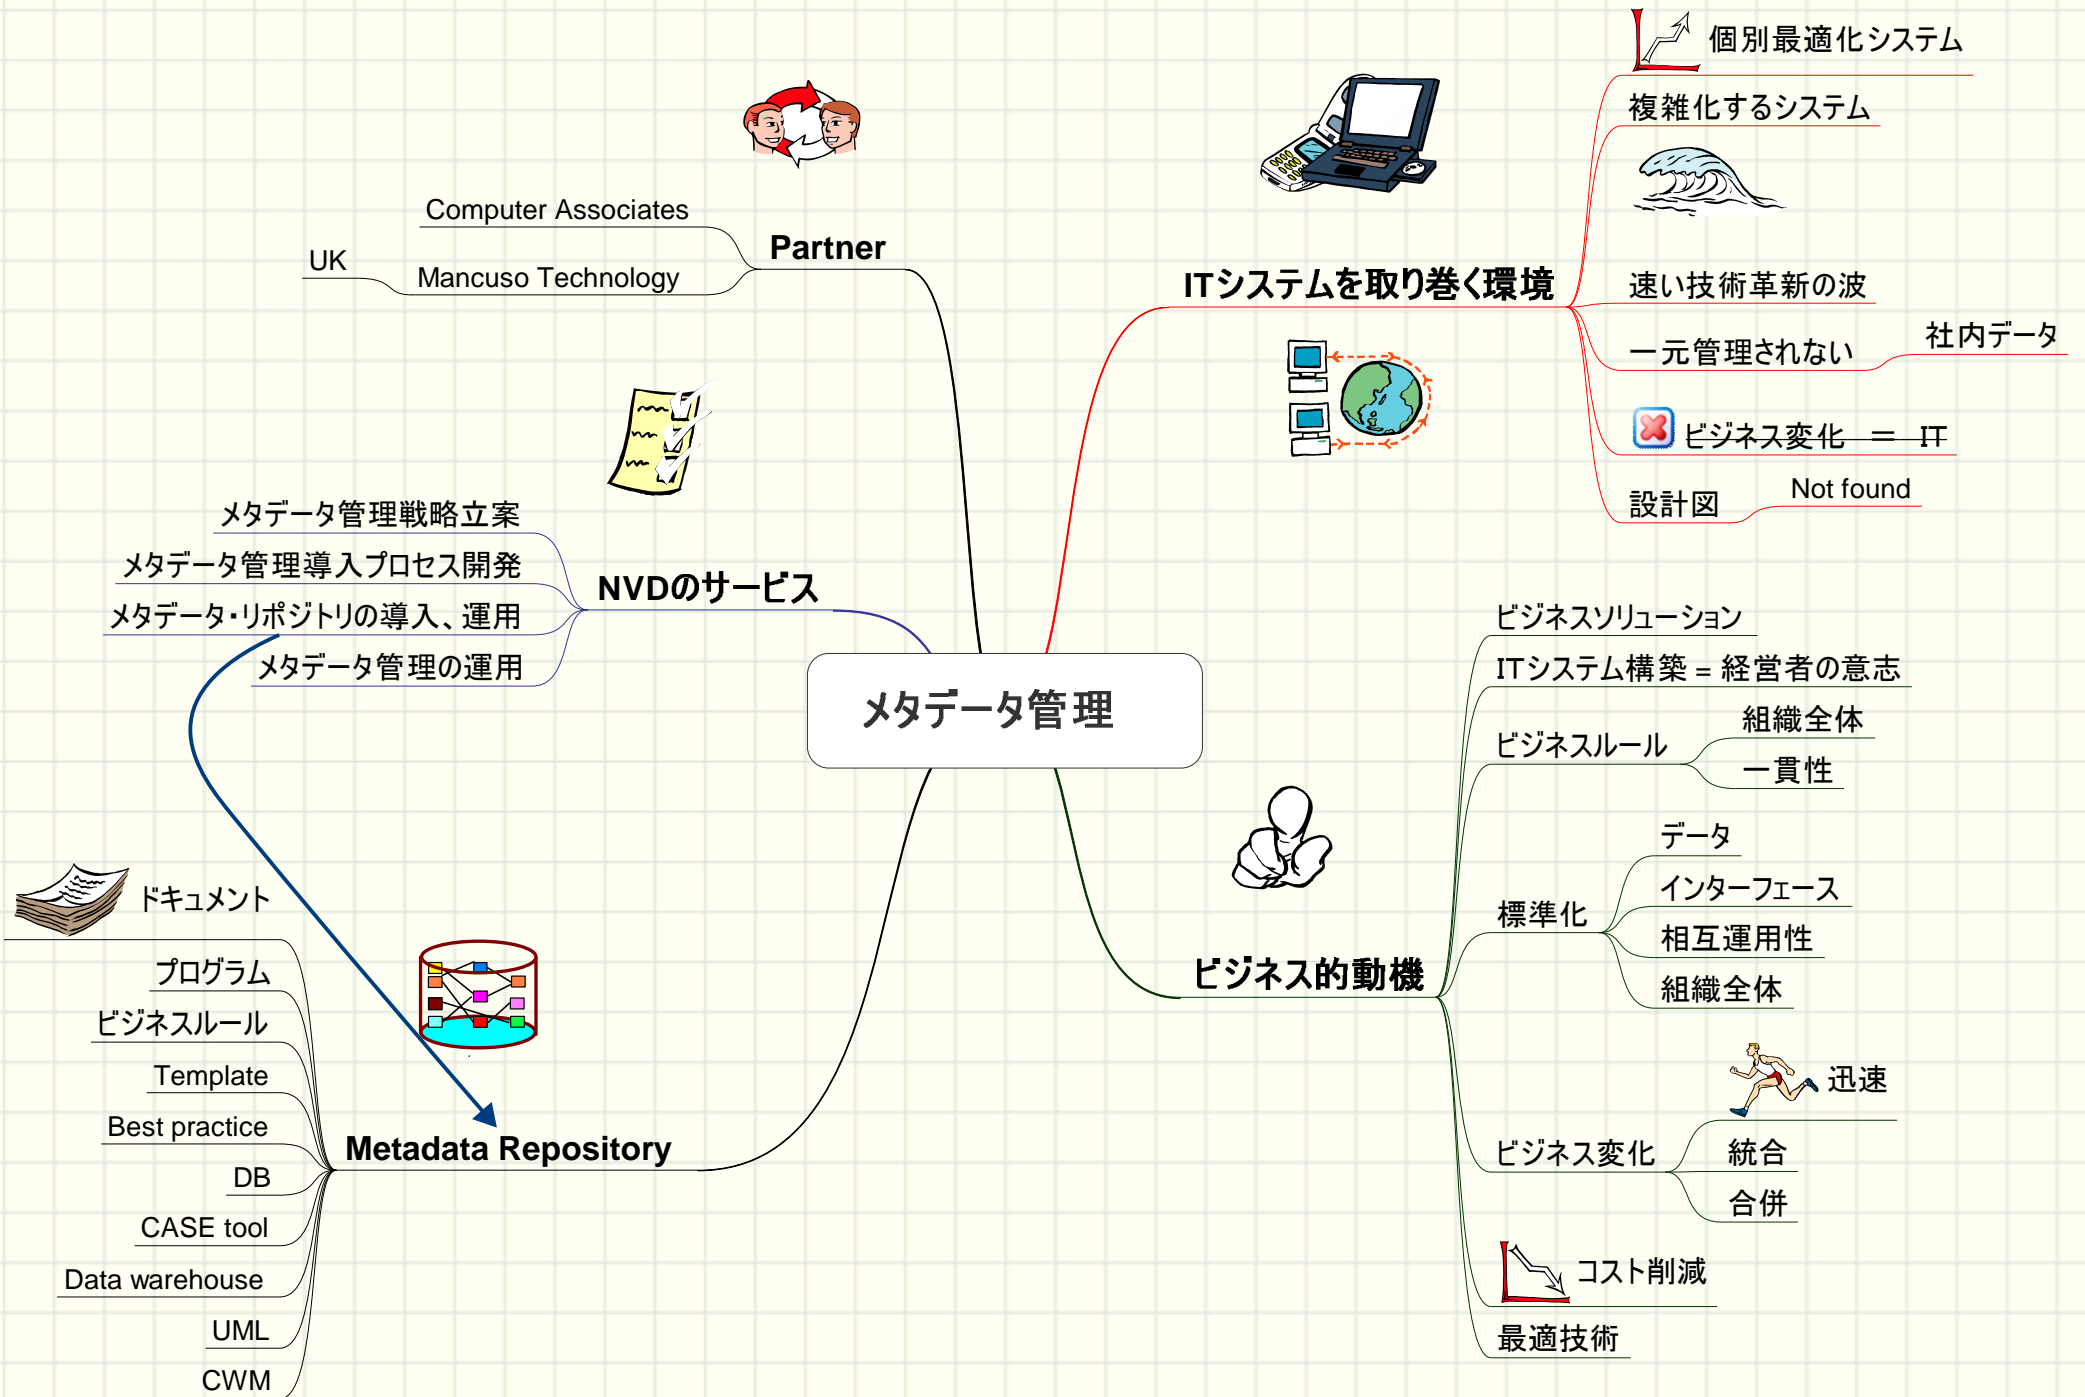 個別最適化システム
複雑化するシステム
ITシステムを取り巻く環境
速い技術革新の波
一元管理されない
社内データ
ビジネス変化 = IT
設計図
Not found
Partner
Computer Associates
Mancuso Technology
UK
NVDのサービス
メタデータ管理戦略立案
メタデータ管理導入プロセス開発
メタデータ・リポジトリの導入、運用
メタデータ管理の運用
メタデータ管理
ビジネス的動機
ビジネスソリューション
ITシステム構築 = 経営者の意志
ビジネスルール
組織全体
一貫性
標準化
データ
インターフェース
相互運用性
組織全体
ビジネス変化
迅速
統合
合併
コスト削減
最適技術
Metadata Repository
ドキュメント
プログラム
ビジネスルール
Template
Best practice
DB
CASE tool
Data warehouse
UML
CWM